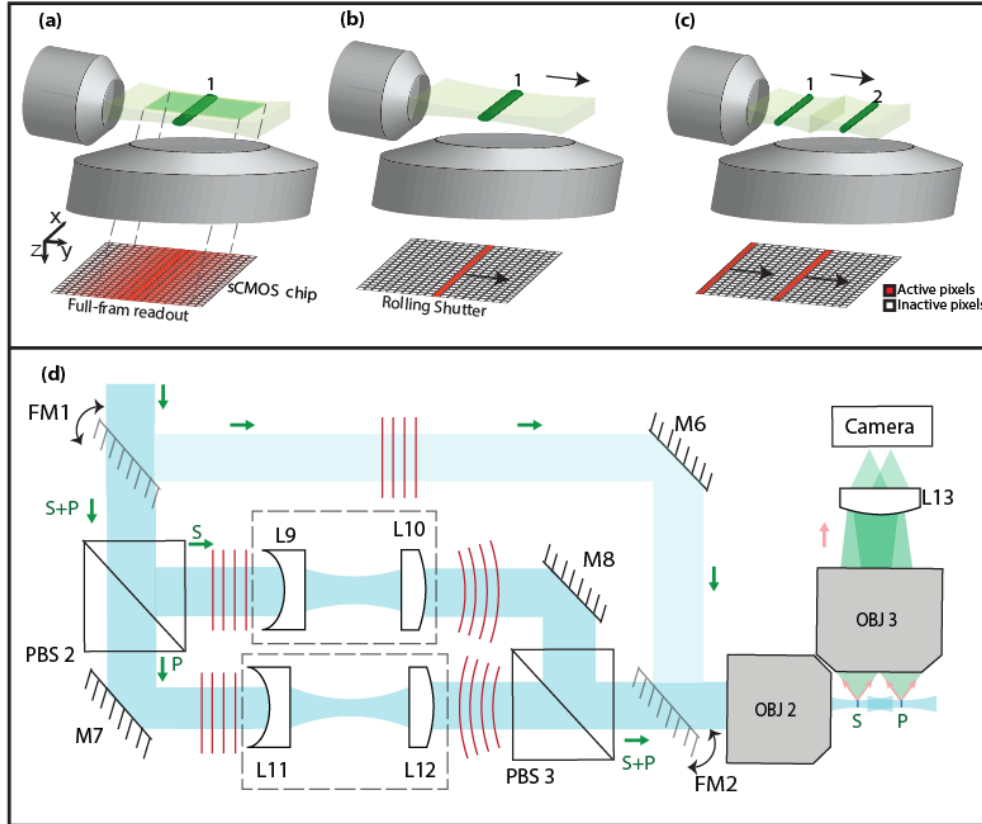 (a)
(b)
(c)
1
1
1
2
x
y
z
sCMOS chip
Full-fram readout
Rolling Shutter
Active pixels
Inactive pixels
(d)
FM1
M6
Camera
L13
S+P
S
L9
L10
M8
OBJ 3
PBS 2
P
M7
L11
L12
PBS 3
S+P
FM2
OBJ 2
S
P